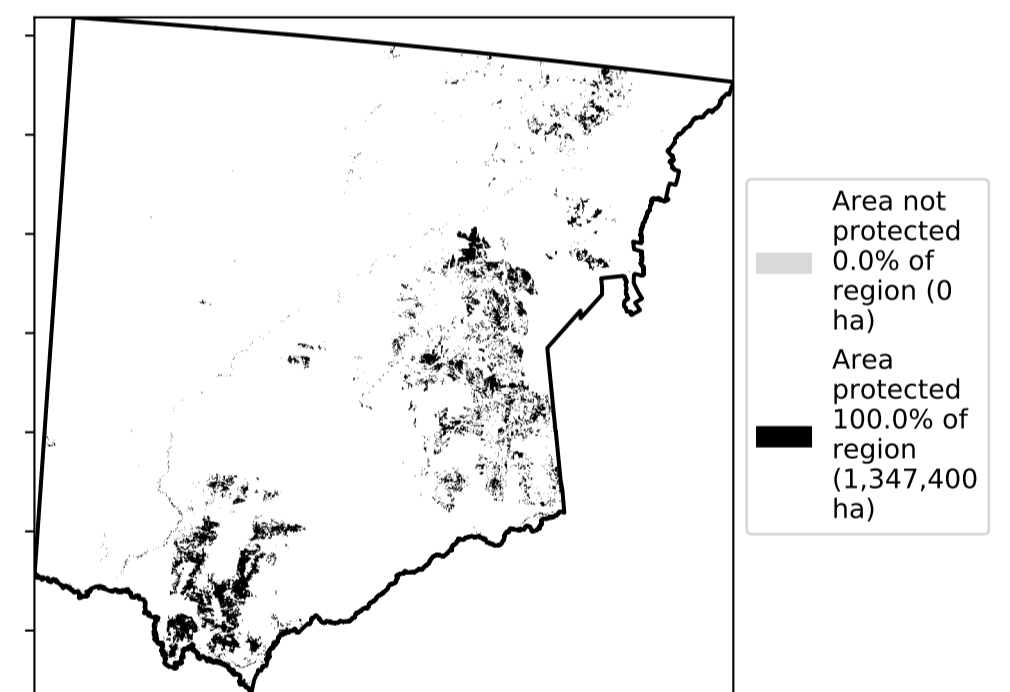 Area not
protected
0.0% of
region (0
ha)
Area
protected
100.0% of
region
(1,347,400
ha)